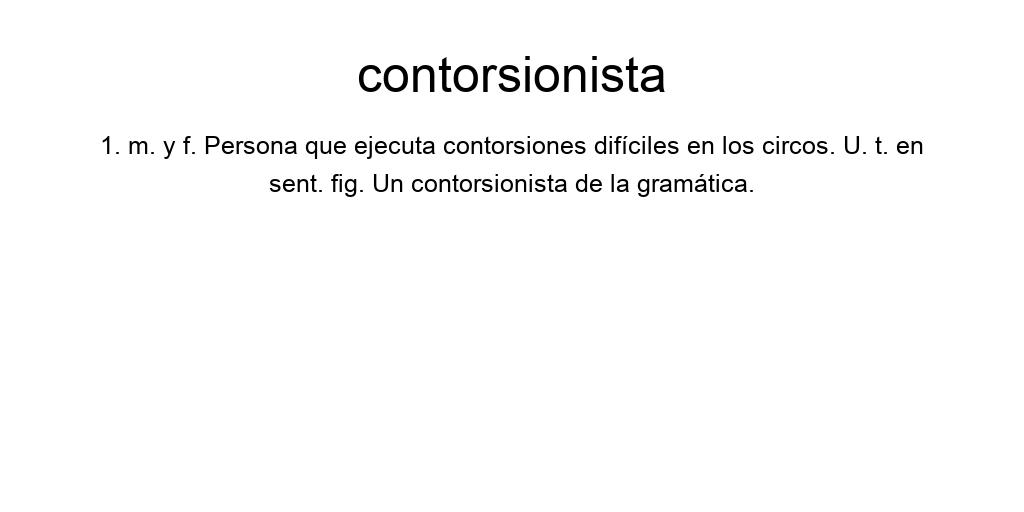 contorsionista
1. m. y f. Persona que ejecuta contorsiones difíciles en los circos. U. t. en
sent. fig. Un contorsionista de la gramática.